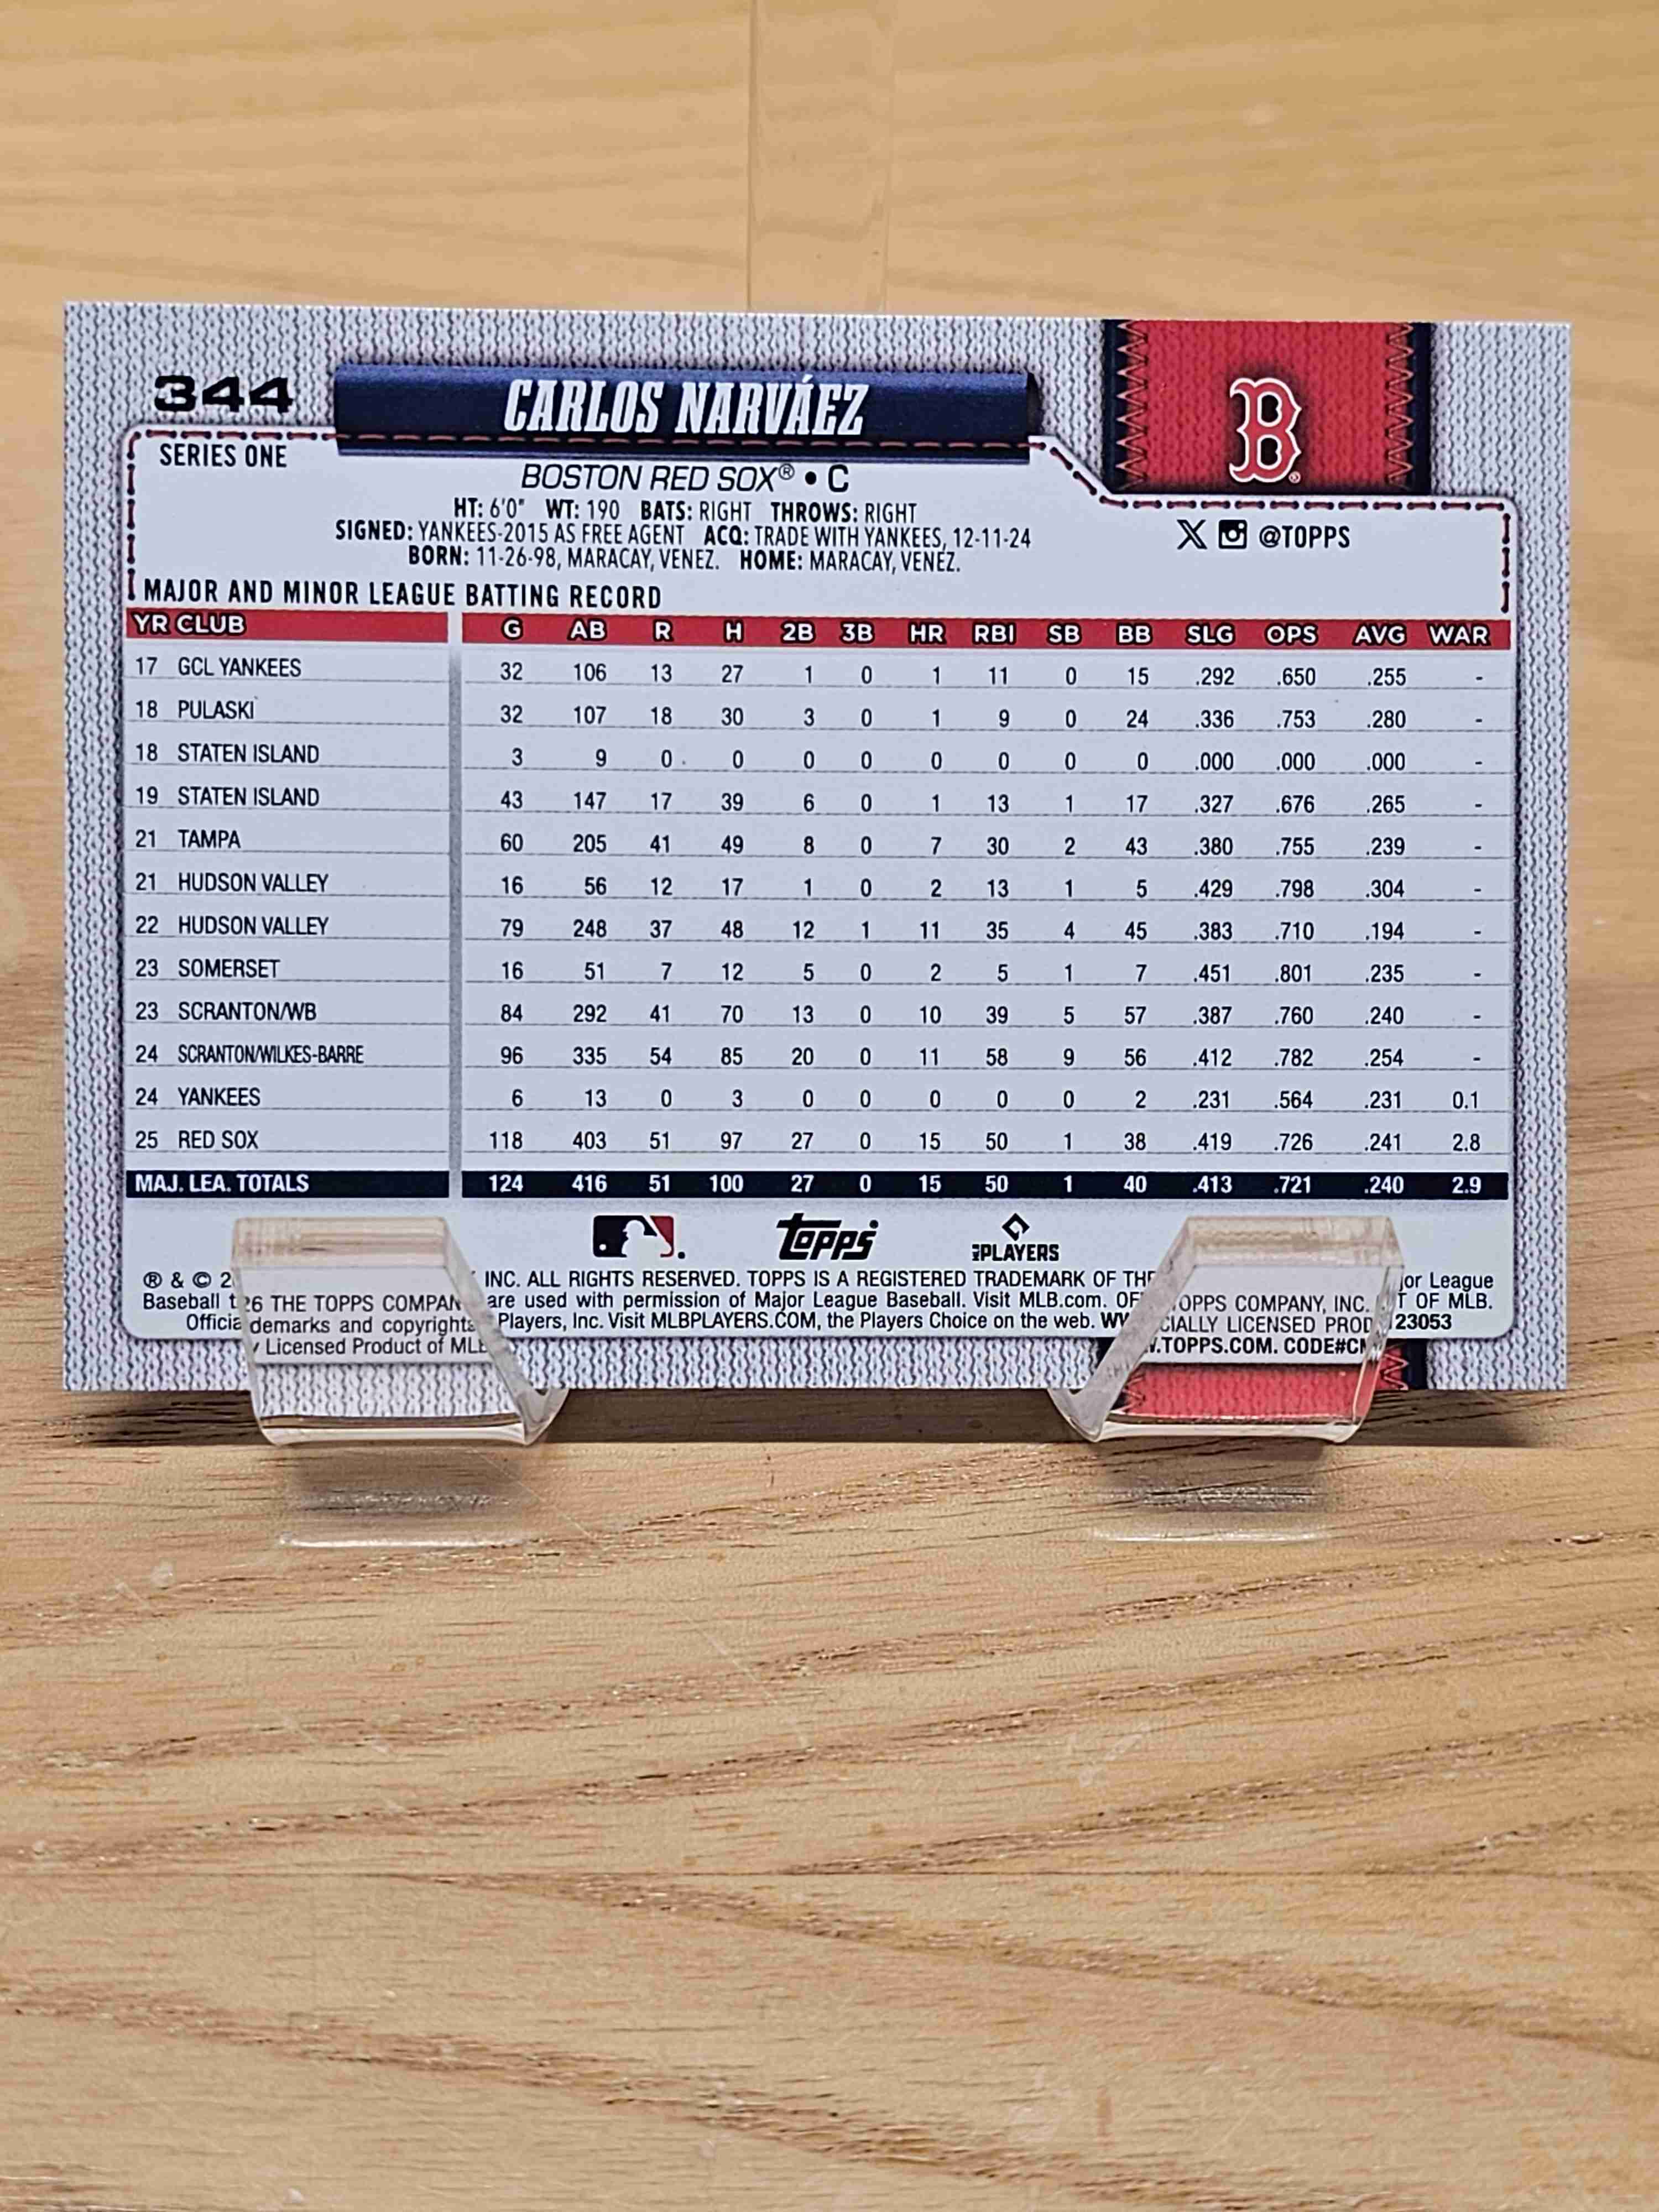 344
CARLOS NARVÁEZ
B
SERIES ONE
BOSTON RED SOX® • C
HT: 6'0" WT: 190 BATS: RIGHT THROWS: RIGHT
SIGNED: YANKEES-2015 AS FREE AGENT ACQ: TRADE WITH YANKEES, 12-11-24
BORN: 11-26-98, MARACAY, VENEZ. HOME: MARACAY, VENEZ.
@TOPPS
MAJOR AND MINOR LEAGUE BATTING RECORD
YR CLUB G AB R H 2B 3B HR RBI SB BB SLG OPS AVG WAR
17 GCL YANKEES 32 106 13 27 1 0 1 11 0 15 .292 .650 .255 -
18 PULASKI 32 107 18 30 3 0 1 9 0 24 .336 .753 .280 -
18 STATEN ISLAND 3 9 0 0 0 0 0 0 0 0 .000 .000 .000 -
19 STATEN ISLAND 43 147 17 39 6 0 1 13 1 17 .327 .676 .265 -
21 TAMPA 60 205 41 49 8 0 7 30 2 43 .380 .755 .239 -
21 HUDSON VALLEY 16 56 12 17 1 0 2 13 1 5 .429 .798 .304 -
22 HUDSON VALLEY 79 248 37 48 12 1 11 35 4 45 .383 .710 .194 -
23 SOMERSET 16 51 7 12 5 0 2 5 1 7 .451 .801 .235 -
23 SCRANTON/WB 84 292 41 70 13 0 10 39 5 57 .387 .760 .240 -
24 SCRANTON/WILKES-BARRE 96 335 54 85 20 0 11 58 9 56 .412 .782 .254 -
24 YANKEES 6 13 0 3 0 0 0 0 0 2 .231 .564 .231 0.1
25 RED SOX 118 403 51 97 27 0 15 50 1 38 .419 .726 .241 2.8
MAJ. LEA. TOTALS 124 416 51 100 27 0 15 50 1 40 .413 .721 .240 2.9
Topps
PLAYERS
® & © 26 THE TOPPS COMPANY INC. ALL RIGHTS RESERVED. TOPPS IS A REGISTERED TRADEMARK OF THE TOPPS COMPANY, INC. League
Baseball trademarks and copyrights are used with permission of Major League Baseball. Visit MLB.com. OFFICIALLY LICENSED PRODUCT OF MLB.
Officially Licensed Product of MLB Players, Inc. Visit MLBPLAYERS.COM, the Players Choice on the web. WWW.TOPPS.COM. CODE#CM 23053